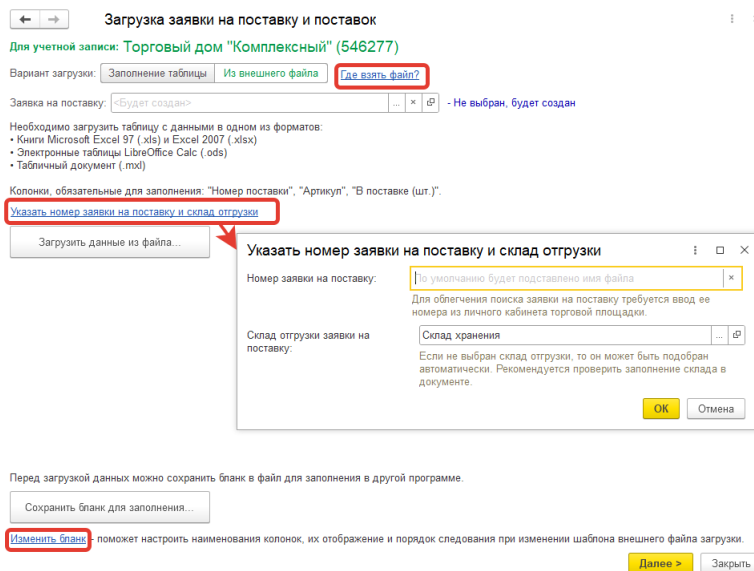 Загрузка заявки на поставку и поставок
Для учетной записи: Торговый дом "Комплексный" (546277)
Вариант загрузки: Заполнение таблицы Из внешнего файла Где взять файл?
Заявка на поставку: <Будет создан> ... × - Не выбран, будет создан
Необходимо загрузить таблицу с данными в одном из форматов:
• Книги Microsoft Excel 97 (.xls) и Excel 2007 (.xlsx)
• Электронные таблицы LibreOffice Calc (.ods)
• Табличный документ (.mxl)
Колонки, обязательные для заполнения: "Номер поставки", "Артикул", "В поставке (шт.)".
Указать номер заявки на поставку и склад отгрузки
Загрузить данные из файла...
Указать номер заявки на поставку и склад отгрузки
Номер заявки на поставку: По умолчанию будет подставлено имя файла ×
Для облегчения поиска заявки на поставку требуется ввод ее
номера из личного кабинета торговой площадки.
Склад отгрузки заявки на
поставку:
Склад хранения ...
Если не выбран склад отгрузки, то он может быть подобран
автоматически. Рекомендуется проверить заполнение склада в
документе.
ОК Отмена
Перед загрузкой данных можно сохранить бланк в файл для заполнения в другой программе.
Сохранить бланк для заполнения...
Изменить бланк - поможет настроить наименования колонок, их отображение и порядок следования при изменении шаблона внешнего файла загрузки.
Далее > Закрыть